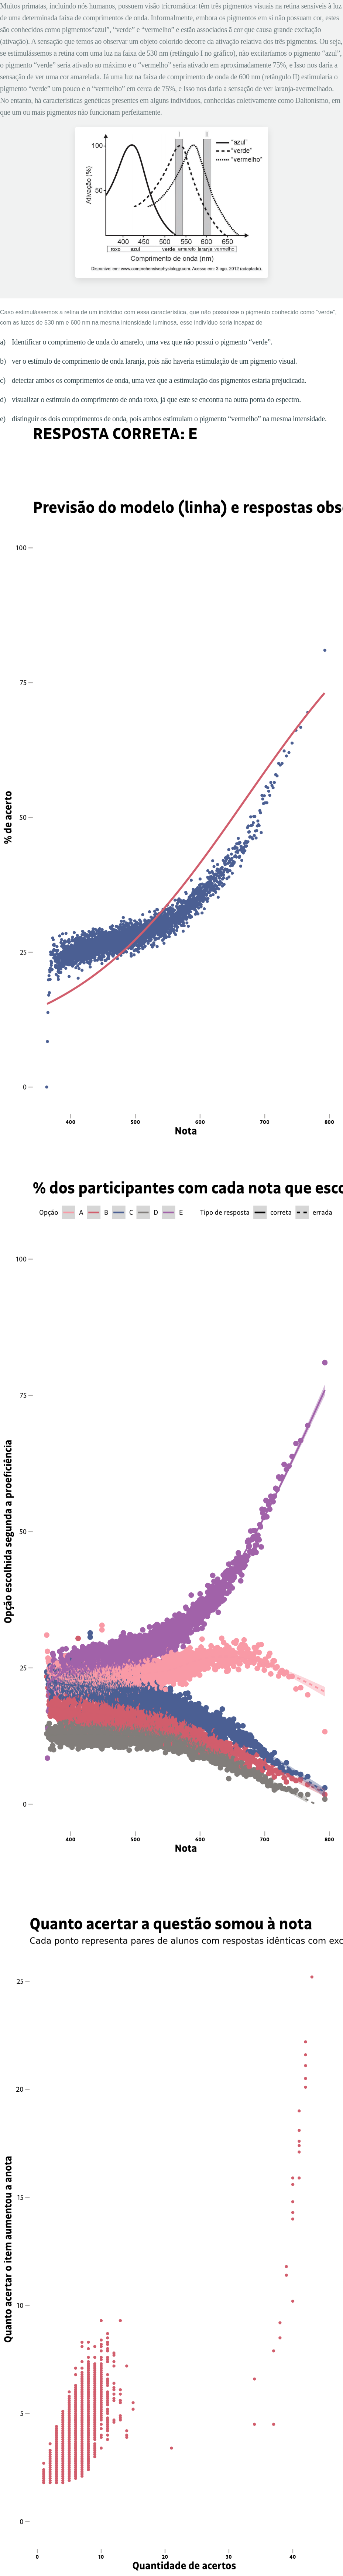 Muitos primatas, incluindo nós humanos, possuem visão tricromática: têm três pigmentos visuais na retina sensíveis à luz
de uma determinada faixa de comprimentos de onda. Informalmente, embora os pigmentos em si não possuam cor, estes
são conhecidos como pigmentos“azul”, “verde” e “vermelho” e estão associados à cor que causa grande excitação
(ativação). A sensação que temos ao observar um objeto colorido decorre da ativação relativa dos três pigmentos. Ou seja,
se estimulássemos a retina com uma luz na faixa de 530 nm (retângulo I no gráfico), não excitaríamos o pigmento “azul”,
o pigmento “verde” seria ativado ao máximo e o “vermelho” seria ativado em aproximadamente 75%, e Isso nos daria a
sensação de ver uma cor amarelada. Já uma luz na faixa de comprimento de onda de 600 nm (retângulo II) estimularia o
pigmento “verde” um pouco e o “vermelho” em cerca de 75%, e Isso nos daria a sensação de ver laranja-avermelhado.
No entanto, há características genéticas presentes em alguns indivíduos, conhecidas coletivamente como Daltonismo, em
que um ou mais pigmentos não funcionam perfeitamente.
I II
“azul”
“verde”
“vermelho”
100
50
Ativação (%)
400 450 500 550 600 650
roxo azul verde amarelo laranja vermelho
Comprimento de onda (nm)
Disponível em: www.comprehensivephysiology.com. Acesso em: 3 ago. 2012 (adaptado).
Caso estimulássemos a retina de um indivíduo com essa característica, que não possuísse o pigmento conhecido como “verde”,
com as luzes de 530 nm e 600 nm na mesma intensidade luminosa, esse indivíduo seria incapaz de
a) Identificar o comprimento de onda do amarelo, uma vez que não possui o pigmento “verde”.
b) ver o estímulo de comprimento de onda laranja, pois não haveria estimulação de um pigmento visual.
c) detectar ambos os comprimentos de onda, uma vez que a estimulação dos pigmentos estaria prejudicada.
d) visualizar o estímulo do comprimento de onda roxo, já que este se encontra na outra ponta do espectro.
e) distinguir os dois comprimentos de onda, pois ambos estimulam o pigmento “vermelho” na mesma intensidade.
RESPOSTA CORRETA: E
Previsão do modelo (linha) e respostas obs
100
75
50
25
0
% de acerto
400 500 600 700 800
Nota
% dos participantes com cada nota que esco
Opção A B C D E Tipo de resposta correta errada
100
75
50
25
0
Opção escolhida segunda a proeficiência
400 500 600 700 800
Nota
Quanto acertar a questão somou à nota
Cada ponto representa pares de alunos com respostas idênticas com exc
25
20
15
10
5
0
Quanto acertar o item aumentou a anota
0 10 20 30 40
Quantidade de acertos